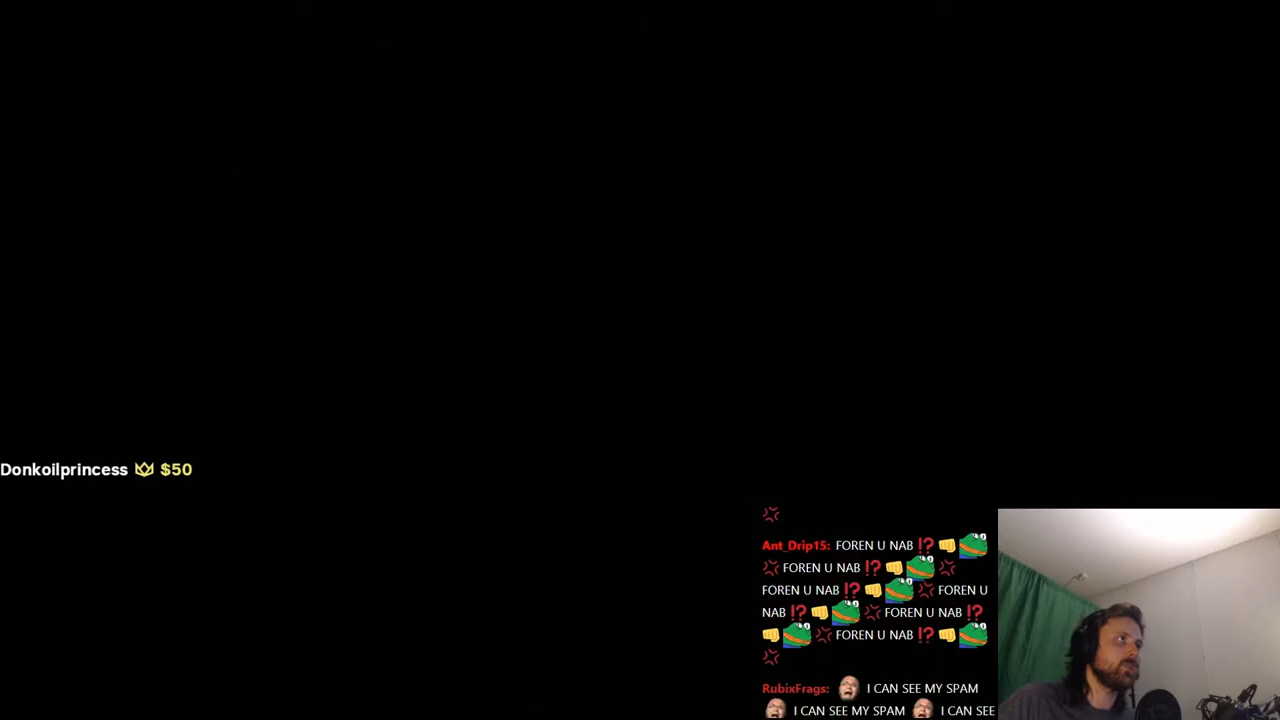 Donkoilprincess $50
Ant_Drip15: FOREN U NAB ⁉️ 👊
💢 FOREN U NAB ⁉️ 👊 💢
FOREN U NAB ⁉️ 👊 💢 FOREN U
NAB ⁉️ 👊 💢 FOREN U NAB ⁉️
👊 💢 FOREN U NAB ⁉️ 👊
💢
RubixFrags: I CAN SEE MY SPAM
I CAN SEE MY SPAM I CAN SEE